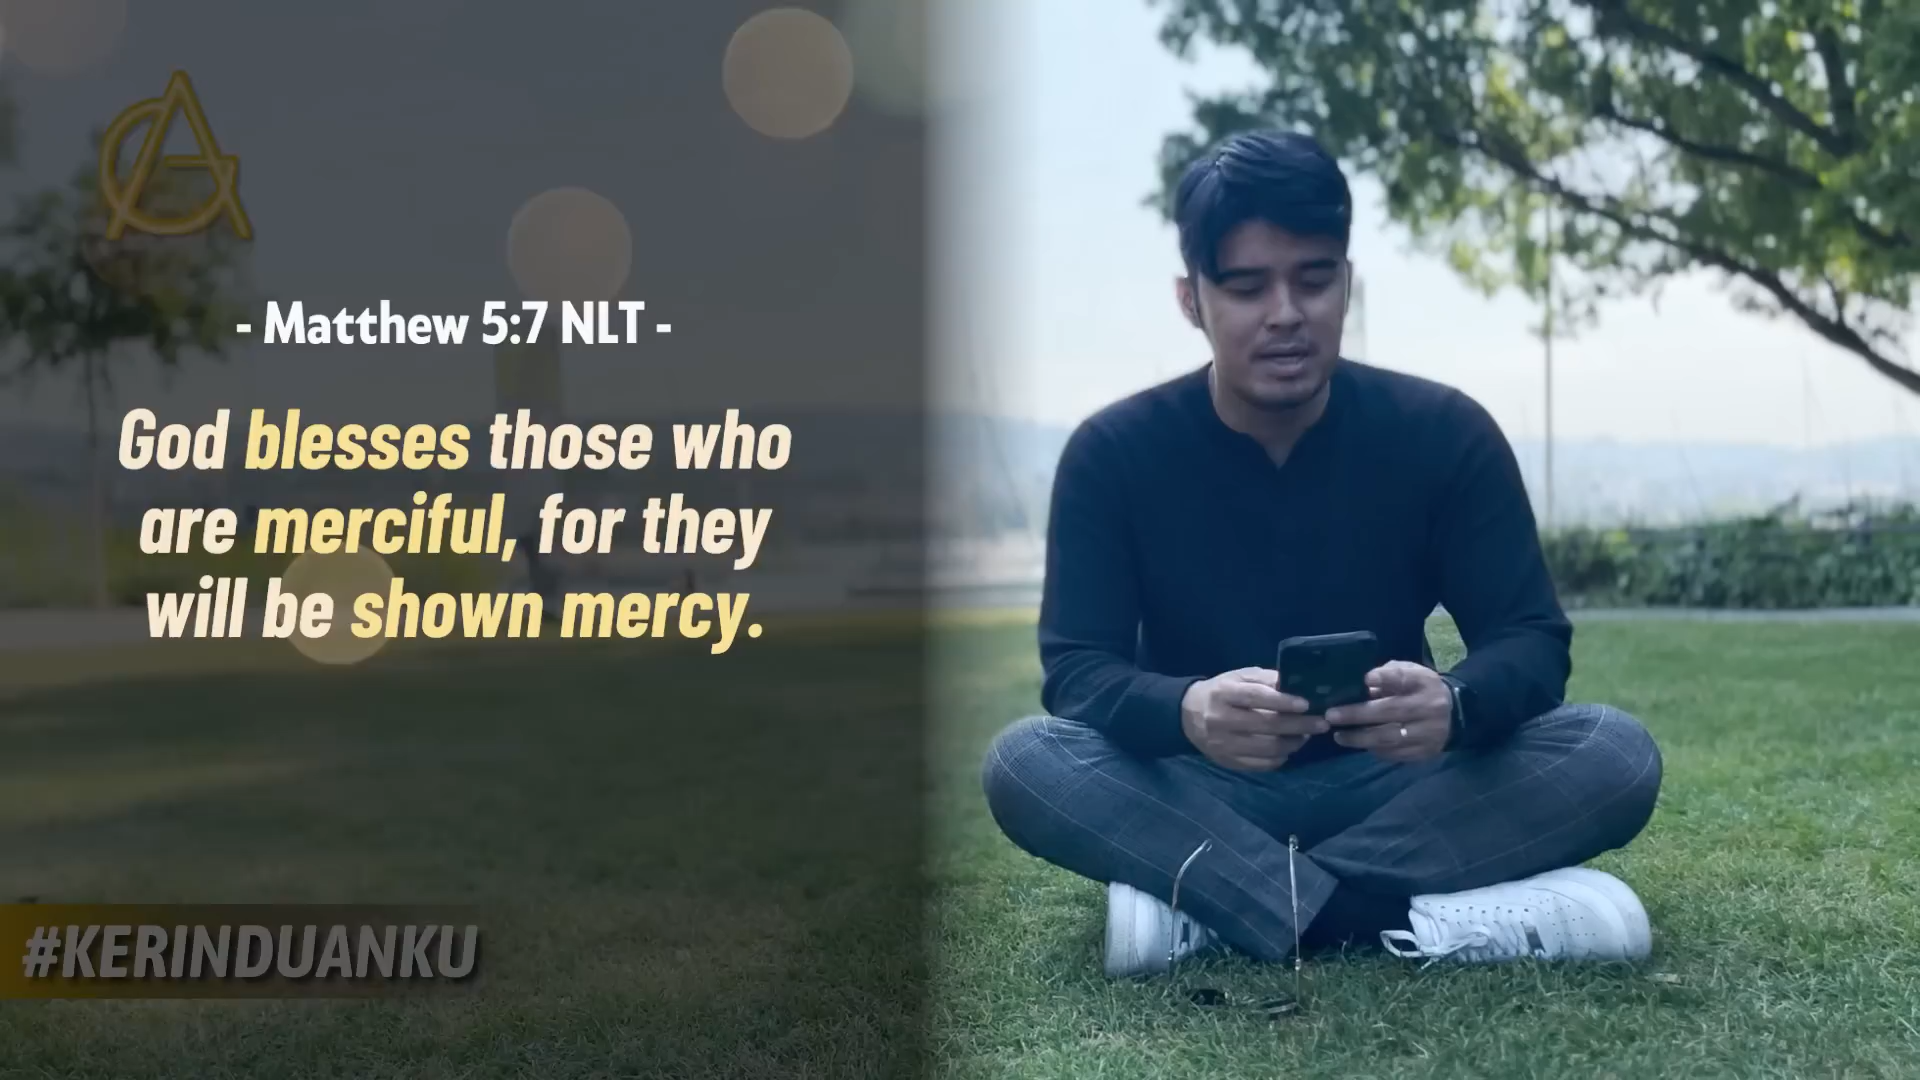 - Matthew 5:7 NLT -
God blesses those who
are merciful, for they
will be shown mercy.
#KERINDUANKU